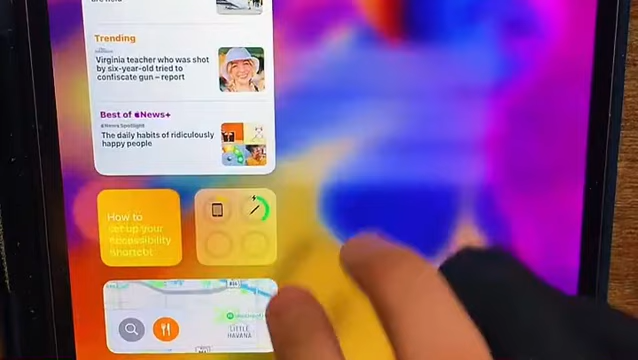 Trending
Virginia teacher who was shot
by six-year-old tried to
confiscate gun – report
Best of News+
News Spotlight
The daily habits of ridiculously
happy people
How to
set up your
accessibility
shortcut
LITTLE
HAVANA